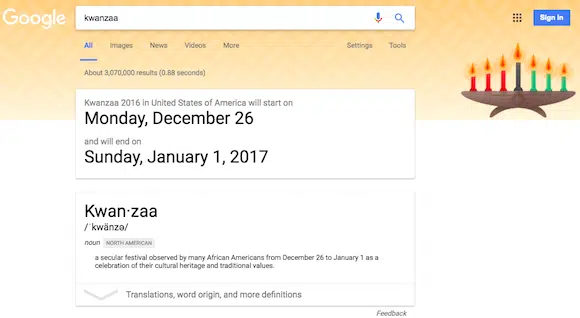 Google
kwanzaa
Sign in
All Images News Videos More Settings Tools
About 3,070,000 results (0.88 seconds)
Kwanzaa 2016 in United States of America will start on
Monday, December 26
and will end on
Sunday, January 1, 2017
Kwan·zaa
/ˈkwänzə/
noun NORTH AMERICAN
a secular festival observed by many African Americans from December 26 to January 1 as a
celebration of their cultural heritage and traditional values.
Translations, word origin, and more definitions
Feedback